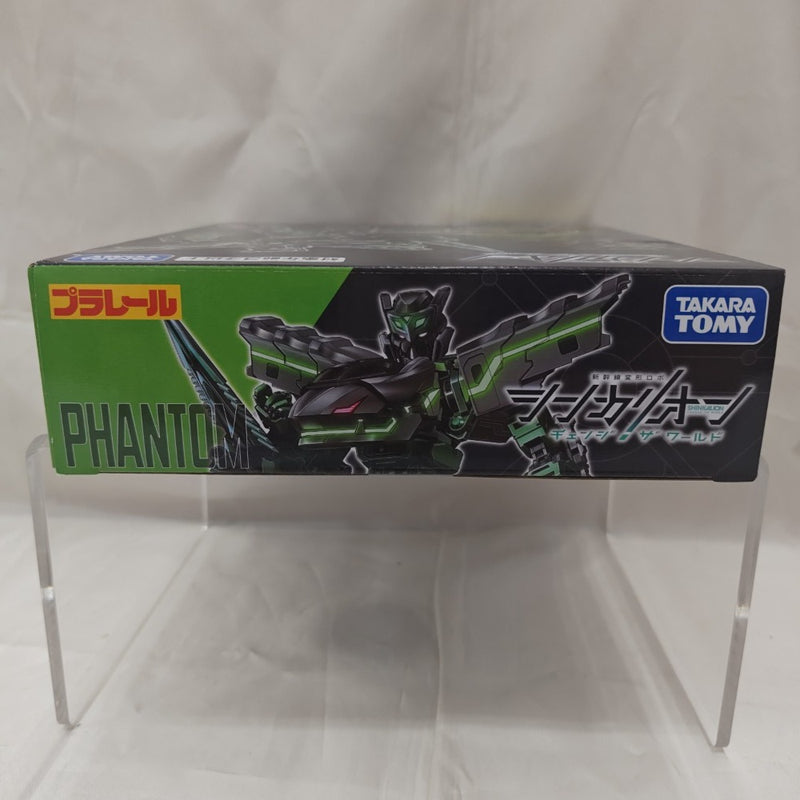 プラレール
PHANTOM
TAKARA
TOMY
新幹線変形ロボ
シンカリオン
SHINKALION
チェンジ ザ ワールド